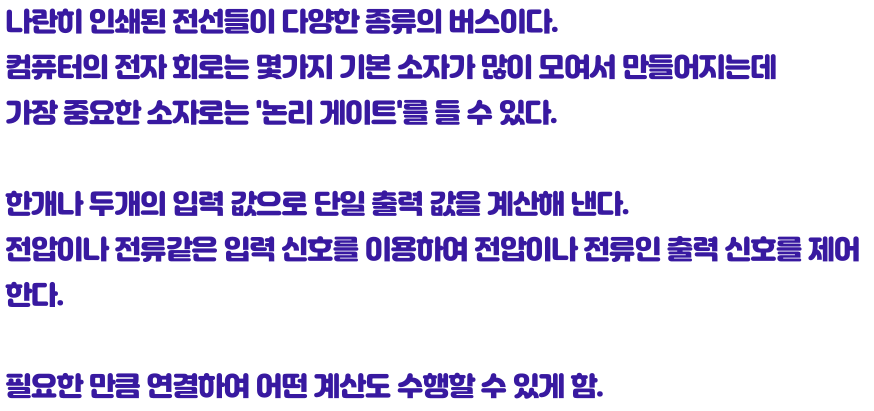 나란히 인쇄된 전선들이 다양한 종류의 버스이다.
컴퓨터의 전자 회로는 몇가지 기본 소자가 많이 모여서 만들어지는데
가장 중요한 소자로는 '논리 게이트'를 들 수 있다.
한개나 두개의 입력 값으로 단일 출력 값을 계산해 낸다.
전압이나 전류같은 입력 신호를 이용하여 전압이나 전류인 출력 신호를 제어
한다.
필요한 만큼 연결하여 어떤 계산도 수행할 수 있게 함.